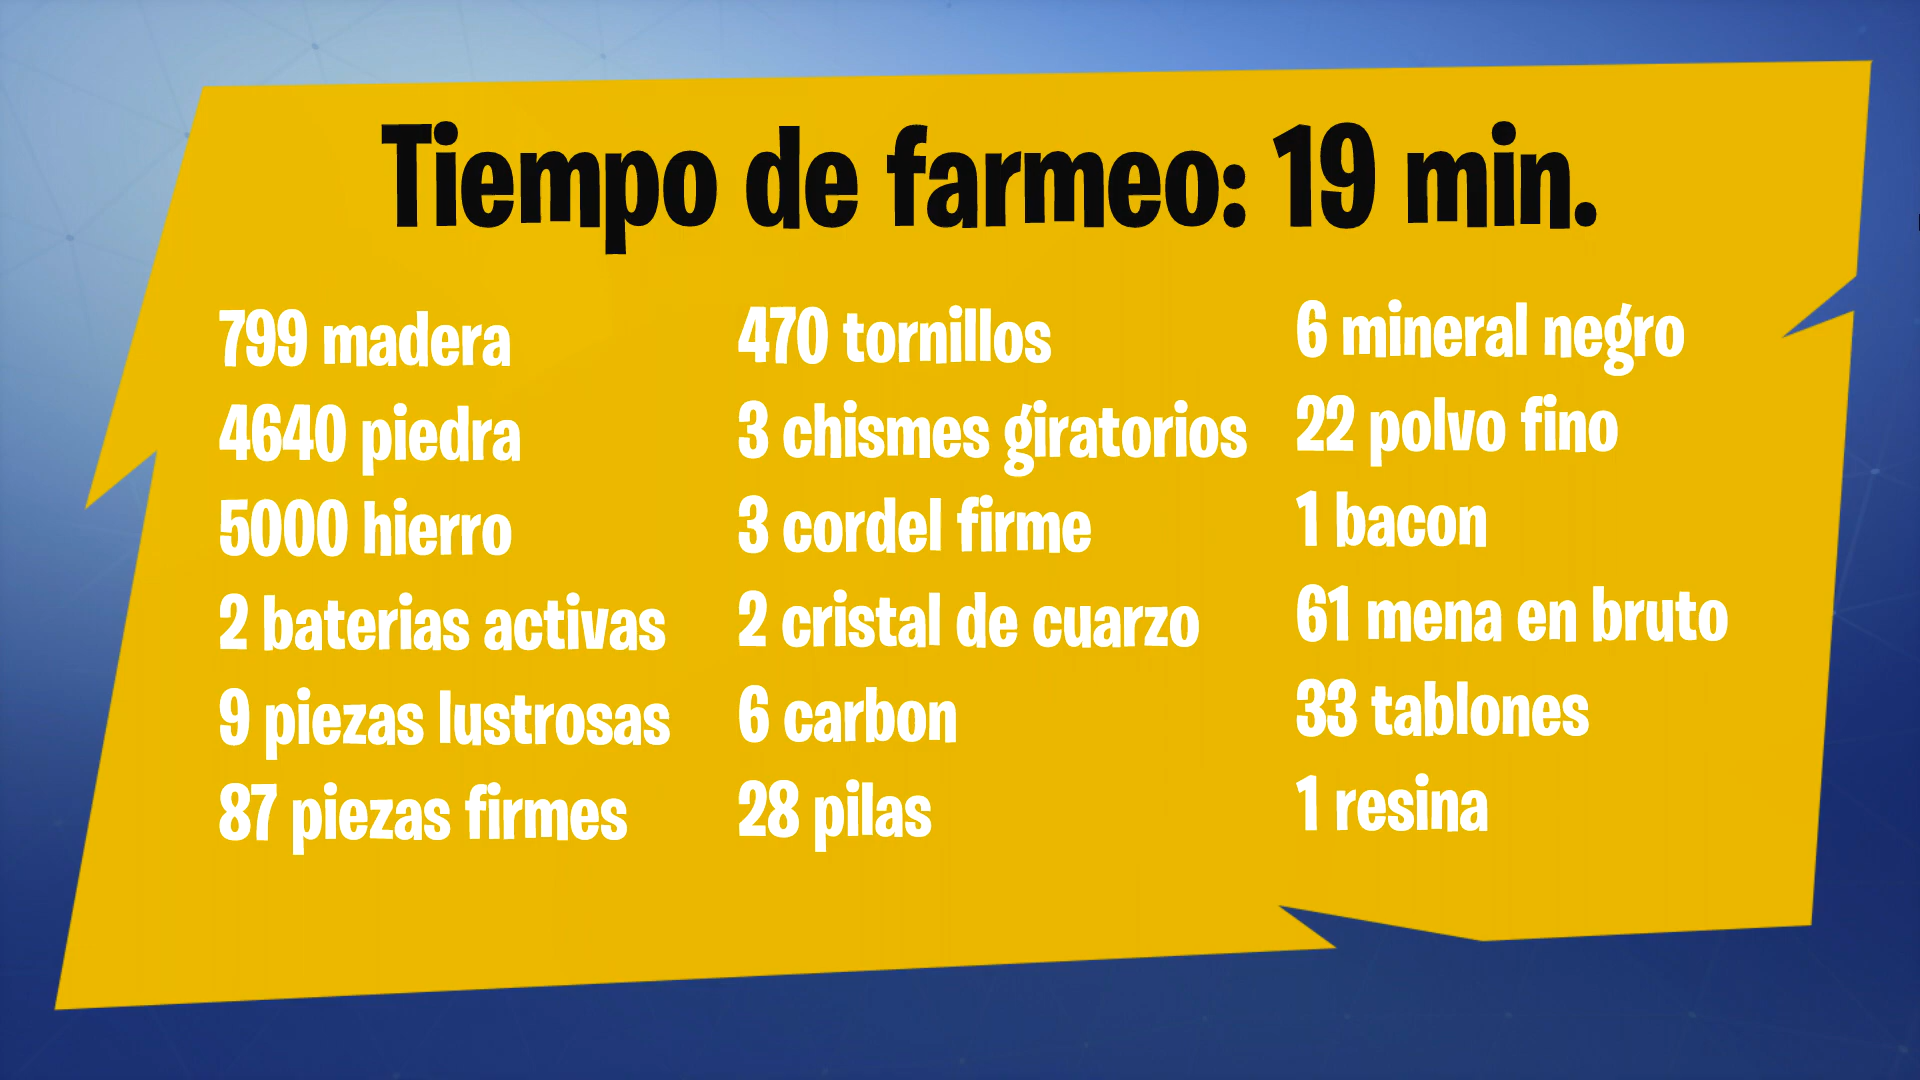 Tiempo de farmeo: 19 min.
799 madera
4640 piedra
5000 hierro
2 baterias activas
9 piezas lustrosas
87 piezas firmes
470 tornillos
3 chismes giratorios
3 cordel firme
2 cristal de cuarzo
6 carbon
28 pilas
6 mineral negro
22 polvo fino
1 bacon
61 mena en bruto
33 tablones
1 resina